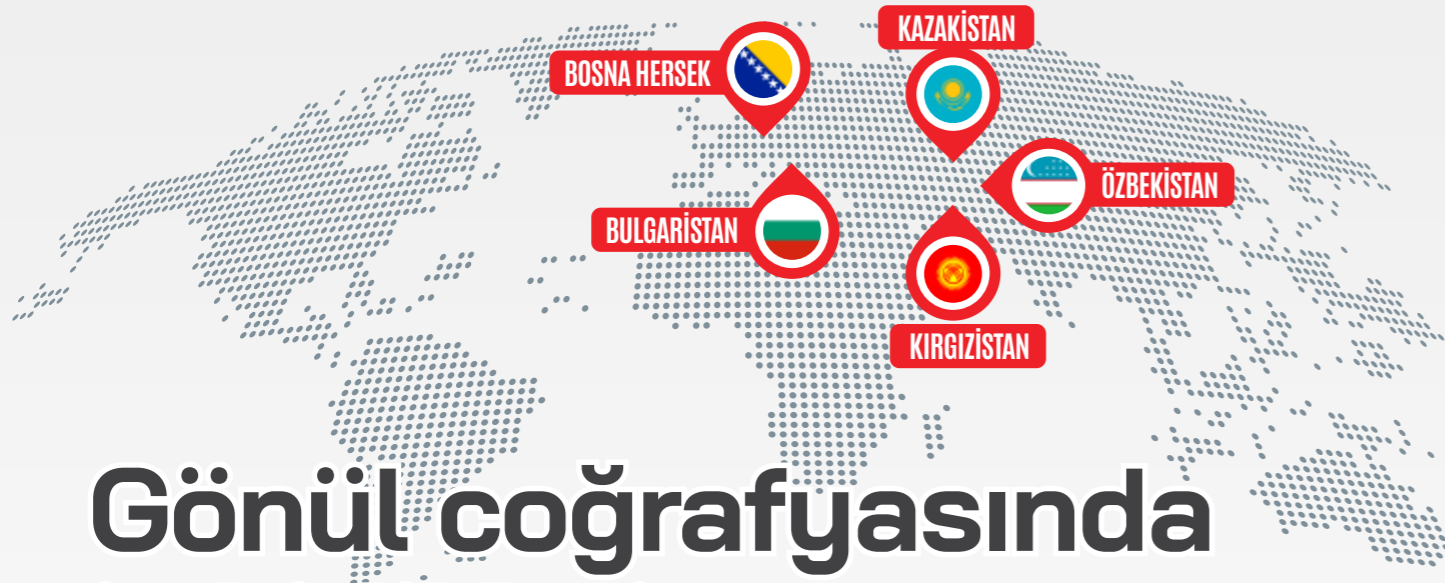 KAZAKİSTAN
BOSNA HERSEK
ÖZBEKİSTAN
BULGARİSTAN
KIRGIZİSTAN
Gönül coğrafyasında